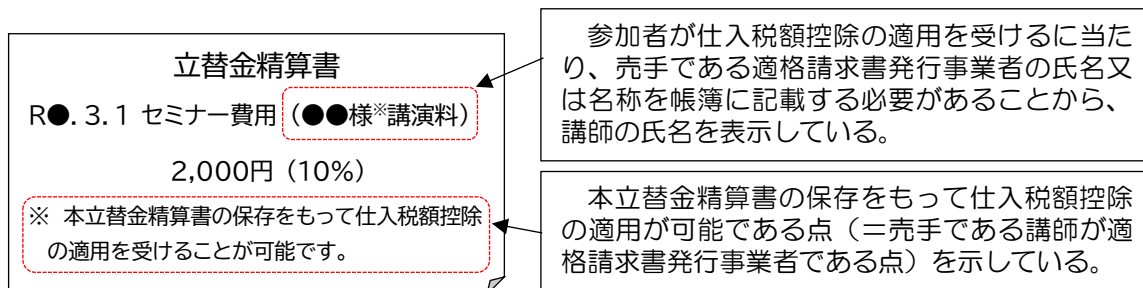 立替金精算書
R●.3.1 セミナー費用(●●様※講演料)
2,000円(10%)
※ 本立替金精算書の保存をもって仕入税額控除
の適用を受けることが可能です。
参加者が仕入税額控除の適用を受けるに当た
り、売手である適格請求書発行事業者の氏名又
は名称を帳簿に記載する必要があることから、
講師の氏名を表示している。
本立替金精算書の保存をもって仕入税額控除
の適用が可能である点(=売手である講師が適
格請求書発行事業者である点)を示している。